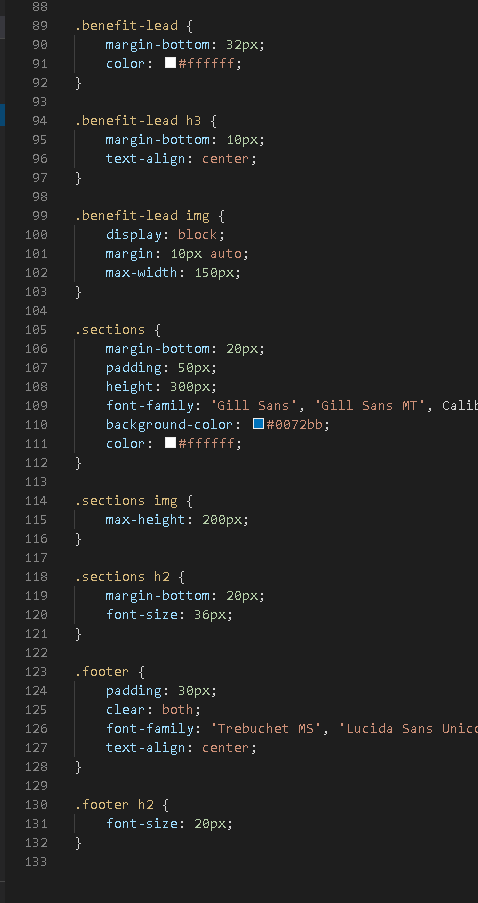 88
89 .benefit-lead {
90 margin-bottom: 32px;
91 color: #ffffff;
92 }
93
94 .benefit-lead h3 {
95 margin-bottom: 10px;
96 text-align: center;
97 }
98
99 .benefit-lead img {
100 display: block;
101 margin: 10px auto;
102 max-width: 150px;
103 }
104
105 .sections {
106 margin-bottom: 20px;
107 padding: 50px;
108 height: 300px;
109 font-family: 'Gill Sans', 'Gill Sans MT', Calib
110 background-color: #0072bb;
111 color: #ffffff;
112 }
113
114 .sections img {
115 max-height: 200px;
116 }
117
118 .sections h2 {
119 margin-bottom: 20px;
120 font-size: 36px;
121 }
122
123 .footer {
124 padding: 30px;
125 clear: both;
126 font-family: 'Trebuchet MS', 'Lucida Sans Unico
127 text-align: center;
128 }
129
130 .footer h2 {
131 font-size: 20px;
132 }
133